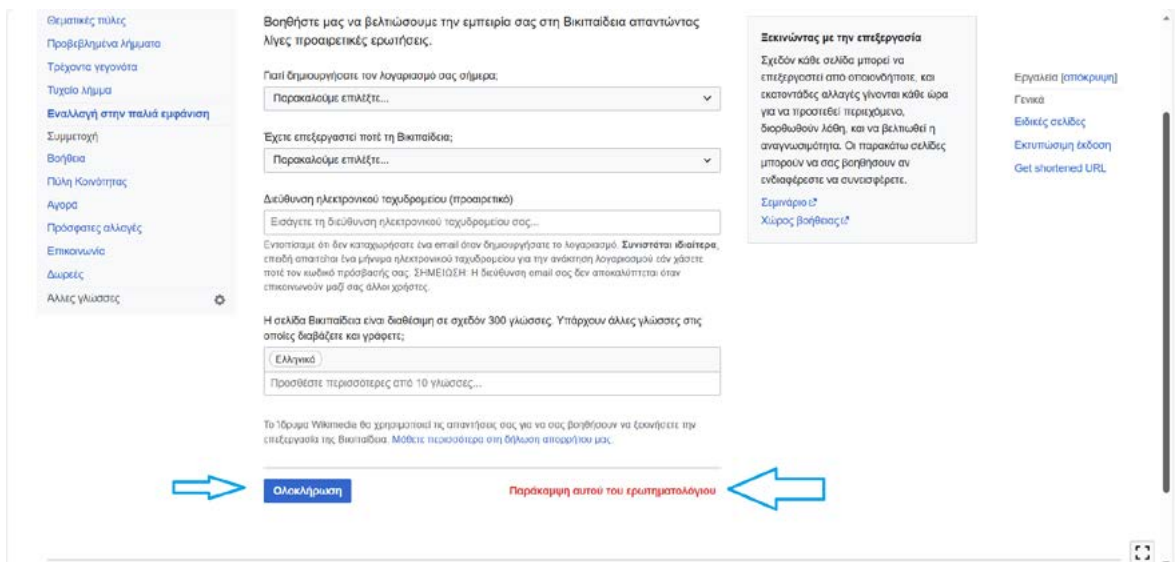 Θεματικές πύλες
Προβεβλημένα λήμματα
Τρέχοντα γεγονότα
Τυχαίο λήμμα
Εναλλαγή στην παλιά εμφάνιση
Συμμετοχή
Βοήθεια
Πύλη Κοινότητας
Αγορά
Πρόσφατες αλλαγές
Επικοινωνία
Δωρεές
Άλλες γλώσσες
Βοηθήστε μας να βελτιώσουμε την εμπειρία σας στη Βικιπαίδεια απαντώντας
λίγες προαιρετικές ερωτήσεις.
Γιατί δημιουργήσατε τον λογαριασμό σας σήμερα;
Παρακαλούμε επιλέξτε...
Έχετε επεξεργαστεί ποτέ τη Βικιπαίδεια;
Παρακαλούμε επιλέξτε...
Διεύθυνση ηλεκτρονικού ταχυδρομείου (προαιρετικό)
Εισάγετε τη διεύθυνση ηλεκτρονικού ταχυδρομείου σας...
Εντοπίσαμε ότι δεν καταχωρήσατε ένα email όταν δημιουργήσατε το λογαριασμό. Συνιστάται ιδιαίτερα,
επειδή απαιτείται ένα μήνυμα ηλεκτρονικού ταχυδρομείου για την ανάκτηση λογαριασμού εάν χάσετε
ποτέ τον κωδικό πρόσβασής σας. ΣΗΜΕΙΩΣΗ: Η διεύθυνση email σας δεν αποκαλύπτεται όταν
επικοινωνούν μαζί σας άλλοι χρήστες.
Η σελίδα Βικιπαίδεια είναι διαθέσιμη σε σχεδόν 300 γλώσσες. Υπάρχουν άλλες γλώσσες στις
οποίες διαβάζετε και γράφετε;
Ελληνικά
Προσθέστε περισσότερες από 10 γλώσσες...
Το Ίδρυμα Wikimedia θα χρησιμοποιεί τις απαντήσεις σας για να σας βοηθήσουν να ξεκινήσετε την
επεξεργασία της Βικιπαίδεια. Μάθετε περισσότερα στη δήλωση απορρήτου μας.
Ολοκλήρωση
Παράκαμψη αυτού του ερωτηματολόγιου
Ξεκινώντας με την επεξεργασία
Σχεδόν κάθε σελίδα μπορεί να
επεξεργαστεί από οποιονδήποτε, και
εκατοντάδες αλλαγές γίνονται κάθε ώρα
για να προστεθεί περιεχόμενο,
διορθωθούν λάθη, και να βελτιωθεί η
αναγνωσιμότητα. Οι παρακάτω σελίδες
μπορούν να σας βοηθήσουν αν
ενδιαφέρεστε να συνεισφέρετε.
Σεμινάριο
Χώρος βοήθειας
Εργαλεία [απόκρυψη]
Γενικά
Ειδικές σελίδες
Εκτυπώσιμη έκδοση
Get shortened URL